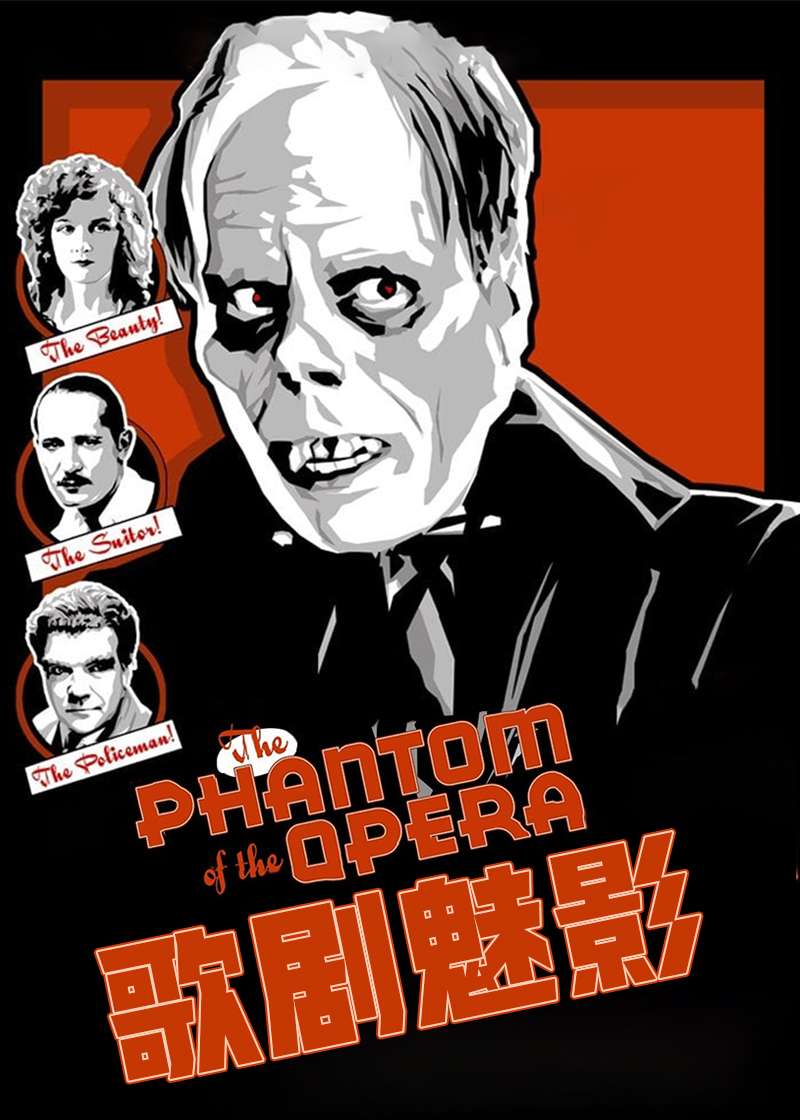 The Beauty!
The Suitor!
The Policeman!
The
PHANTOM
of the OPERA
歌剧魅影